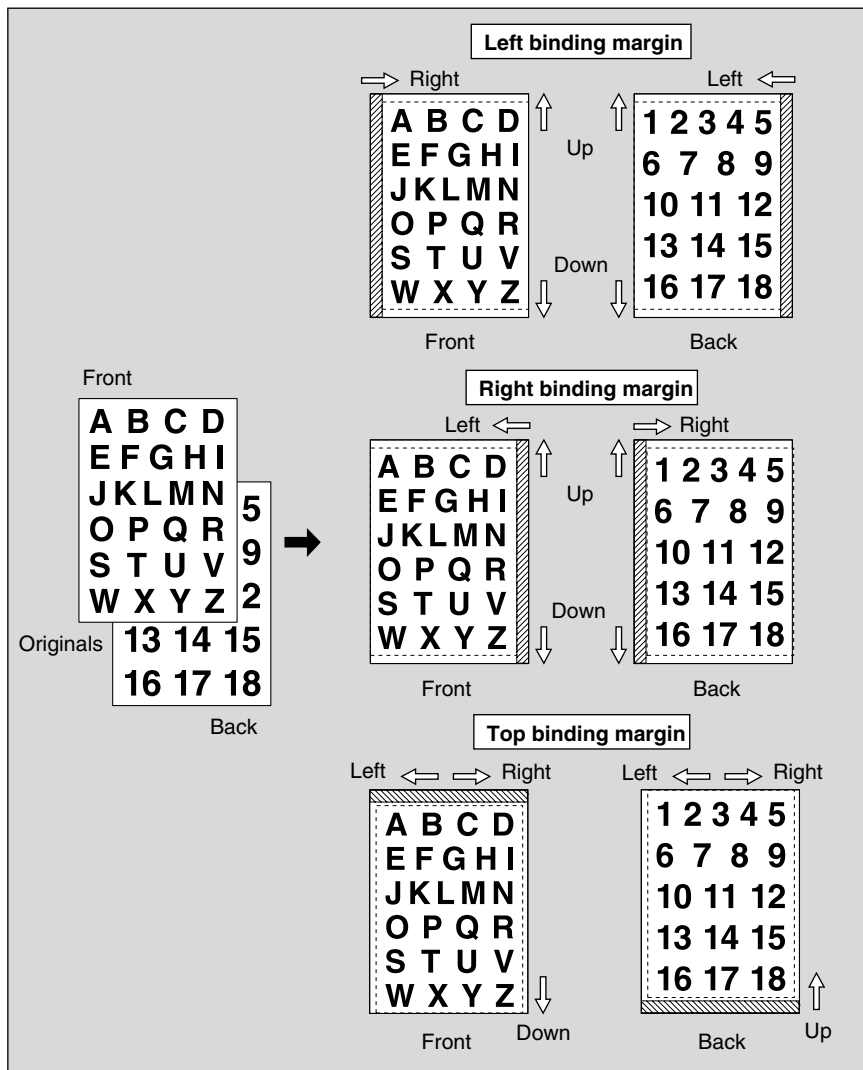 Left binding margin
Right
Left
A B C D
E F G H I
J K L M N
O P Q R
S T U V
W X Y Z
Up
Down
1 2 3 4 5
6 7 8 9
10 11 12
13 14 15
16 17 18
Front
Back
Front
A B C D
E F G H I
J K L M N
O P Q R
S T U V
W X Y Z
5
9
2
Originals
13 14 15
16 17 18
Back
Right binding margin
Left
Right
A B C D
E F G H I
J K L M N
O P Q R
S T U V
W X Y Z
Up
Down
1 2 3 4 5
6 7 8 9
10 11 12
13 14 15
16 17 18
Front
Back
Top binding margin
Left
Right
Left
Right
A B C D
E F G H I
J K L M N
O P Q R
S T U V
W X Y Z
Down
Front
1 2 3 4 5
6 7 8 9
10 11 12
13 14 15
16 17 18
Up
Back